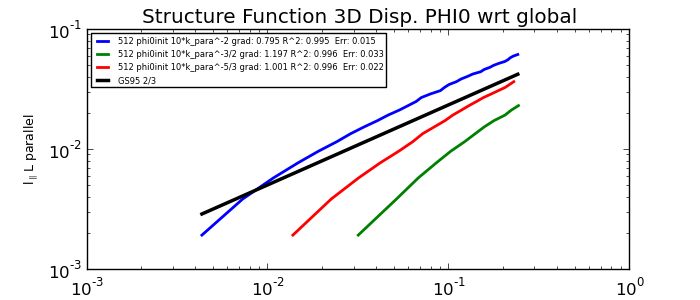 Structure Function 3D Disp. PHI0 wrt global
10^-1
512 phi0init 10*k_para^-2 grad: 0.795 R^2: 0.995  Err: 0.015
512 phi0init 10*k_para^-3/2 grad: 1.197 R^2: 0.996  Err: 0.033
512 phi0init 10*k_para^-5/3 grad: 1.001 R^2: 0.996  Err: 0.022
GS95 2/3
l_|| L parallel
10^-2
10^-3
10^-3 10^-2 10^-1 10^0